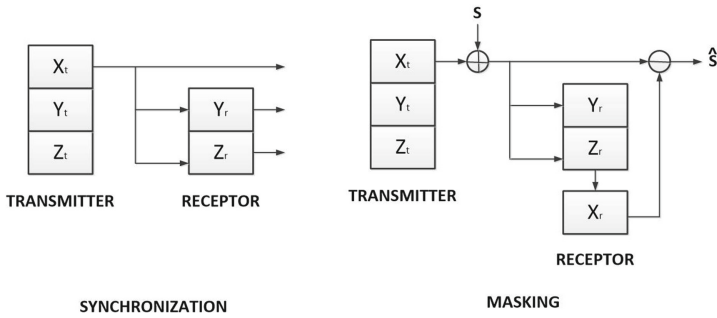 Xt
Yt
Zt
Yr
Zr
TRANSMITTER
RECEPTOR
SYNCHRONIZATION
S
Xt
Yt
Zt
Ŝ
Yr
Zr
Xr
TRANSMITTER
RECEPTOR
MASKING